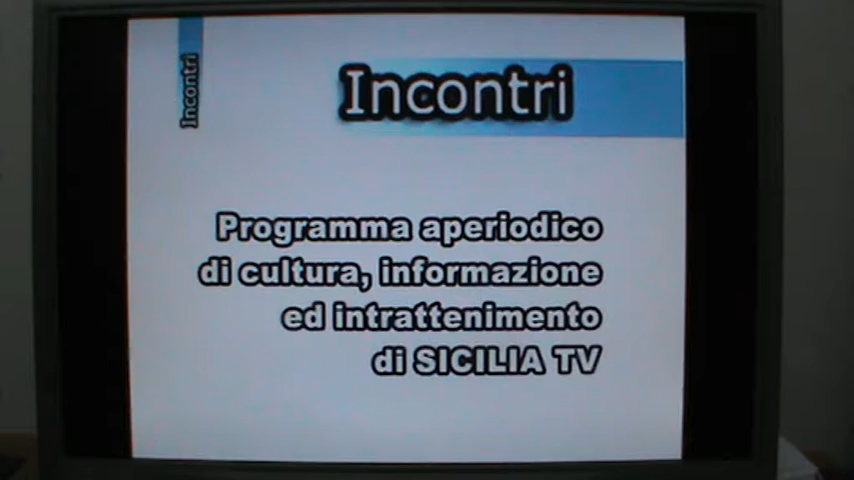 Incontri
Incontri
Programma aperiodico
di cultura, informazione
ed intrattenimento
di SICILIA TV